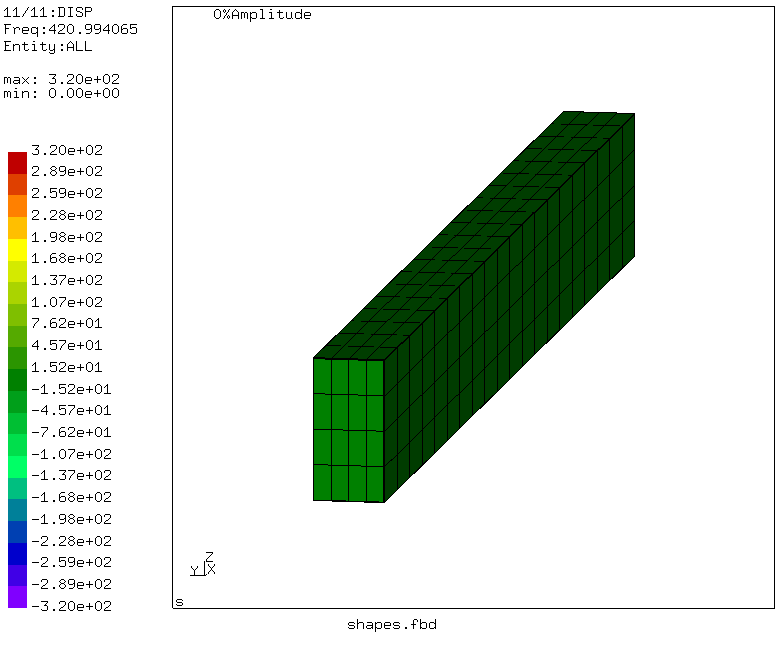 11/11:DISP
Freq:420.994065
Entity:ALL
max: 3.20e+02
min: 0.00e+00
0%Amplitude
3.20e+02
2.89e+02
2.59e+02
2.28e+02
1.98e+02
1.68e+02
1.37e+02
1.07e+02
7.62e+01
4.57e+01
1.52e+01
-1.52e+01
-4.57e+01
-7.62e+01
-1.07e+02
-1.37e+02
-1.68e+02
-1.98e+02
-2.28e+02
-2.59e+02
-2.89e+02
-3.20e+02
Z
Y X
s
shapes.fbd